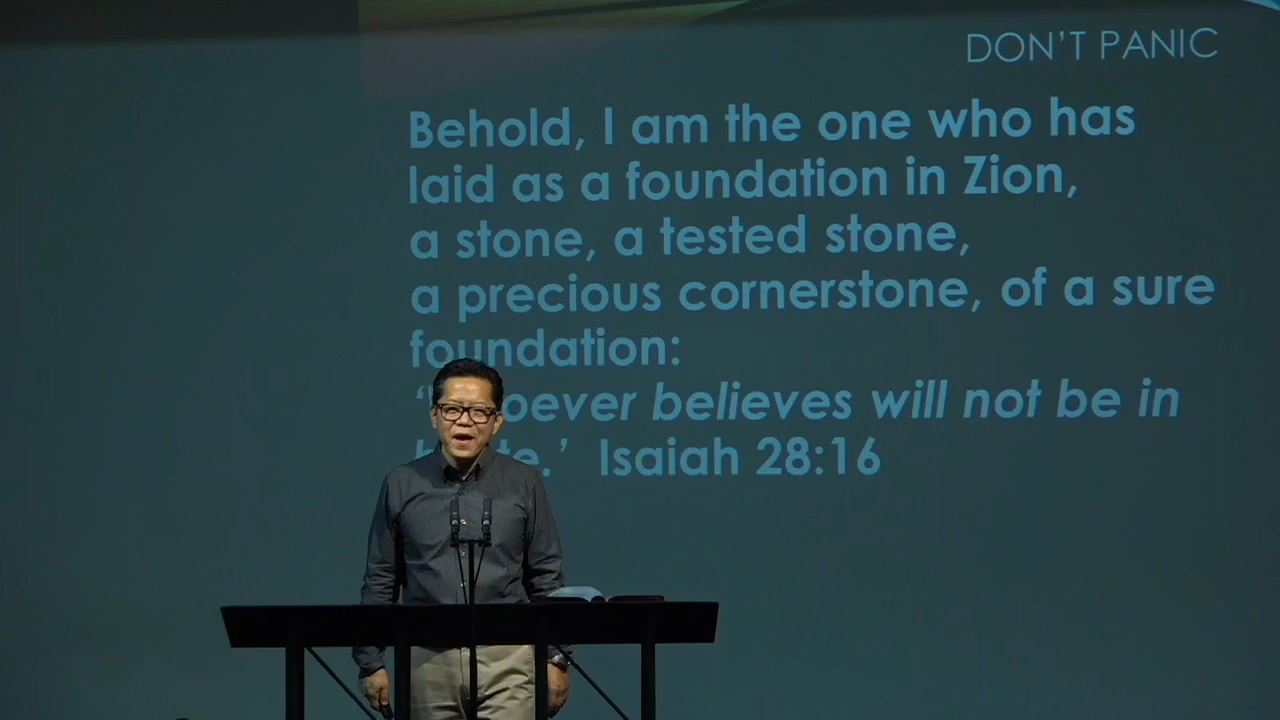 DON'T PANIC
Behold, I am the one who has
laid as a foundation in Zion,
a stone, a tested stone,
a precious cornerstone, of a sure
foundation:
believes will not be in
Isaiah 28:16